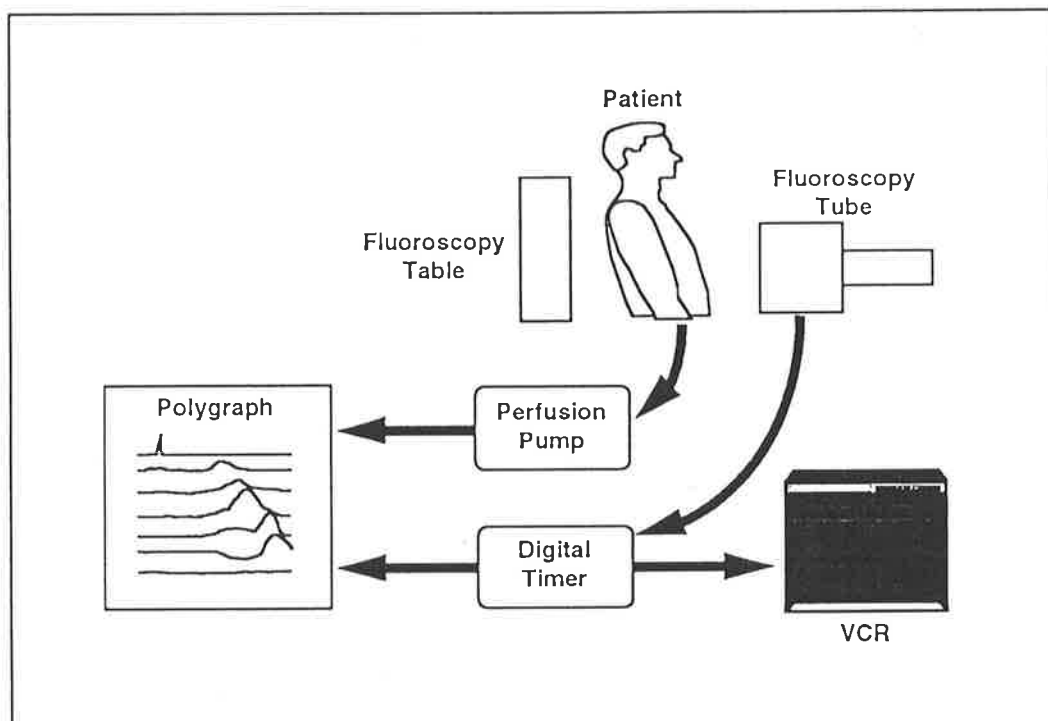 Patient
Fluoroscopy
Tube
Fluoroscopy
Table
Polygraph
Perfusion
Pump
Digital
Timer
VCR